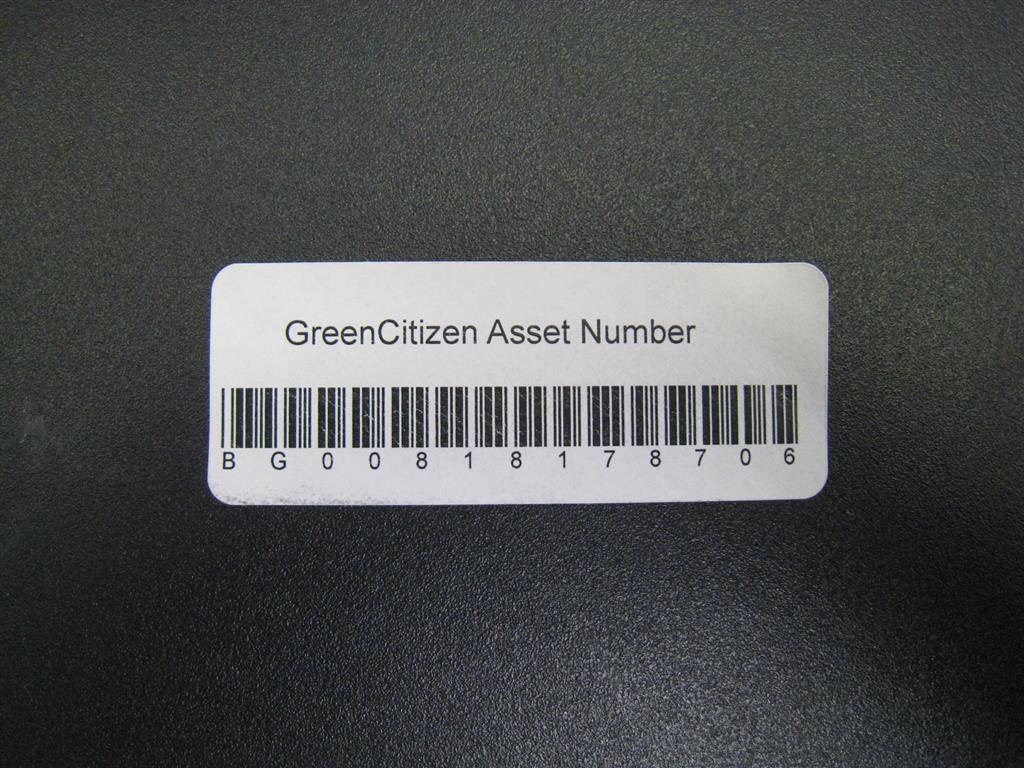 GreenCitizen Asset Number
B G 0 0 8 1 8 1 7 8 7 0 6